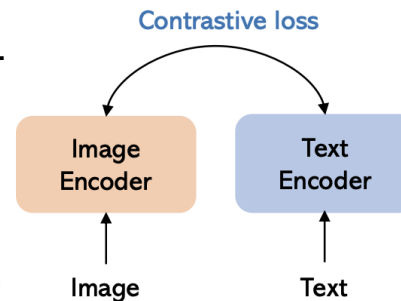 Contrastive loss
Image
Encoder
Text
Encoder
Image
Text